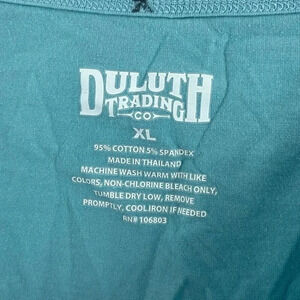 DULUTH
TRADING
CO
XL
95% COTTON 5% SPANDEX
MADE IN THAILAND
MACHINE WASH WARM WITH LIKE
COLORS, NON-CHLORINE BLEACH ONLY,
TUMBLE DRY LOW, REMOVE
PROMPTLY, COOL IRON IF NEEDED
RN# 106803